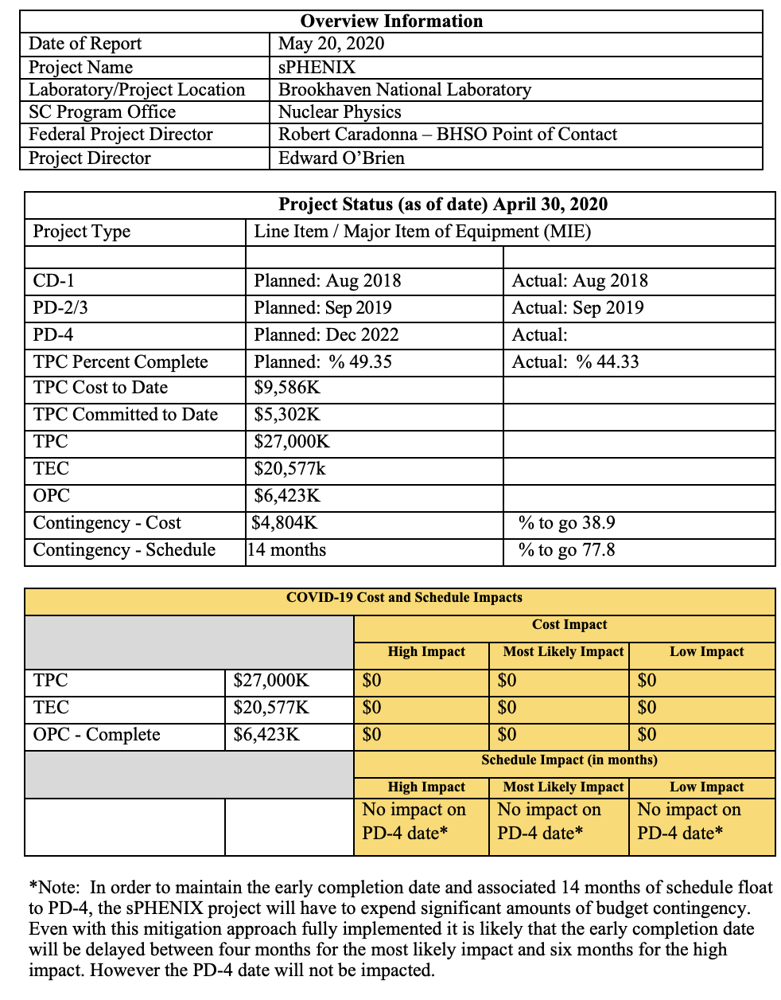 Overview Information
Date of Report May 20, 2020
Project Name sPHENIX
Laboratory/Project Location Brookhaven National Laboratory
SC Program Office Nuclear Physics
Federal Project Director Robert Caradonna – BHSO Point of Contact
Project Director Edward O’Brien
Project Status (as of date) April 30, 2020
Project Type Line Item / Major Item of Equipment (MIE)
CD-1 Planned: Aug 2018 Actual: Aug 2018
PD-2/3 Planned: Sep 2019 Actual: Sep 2019
PD-4 Planned: Dec 2022 Actual:
TPC Percent Complete Planned: % 49.35 Actual: % 44.33
TPC Cost to Date $9,586K
TPC Committed to Date $5,302K
TPC $27,000K
TEC $20,577k
OPC $6,423K
Contingency - Cost $4,804K % to go 38.9
Contingency - Schedule 14 months % to go 77.8
COVID-19 Cost and Schedule Impacts
Cost Impact
High Impact Most Likely Impact Low Impact
TPC $27,000K $0 $0 $0
TEC $20,577K $0 $0 $0
OPC - Complete $6,423K $0 $0 $0
Schedule Impact (in months)
High Impact Most Likely Impact Low Impact
No impact on No impact on No impact on
PD-4 date* PD-4 date* PD-4 date*
*Note: In order to maintain the early completion date and associated 14 months of schedule float
to PD-4, the sPHENIX project will have to expend significant amounts of budget contingency.
Even with this mitigation approach fully implemented it is likely that the early completion date
will be delayed between four months for the most likely impact and six months for the high
impact. However the PD-4 date will not be impacted.